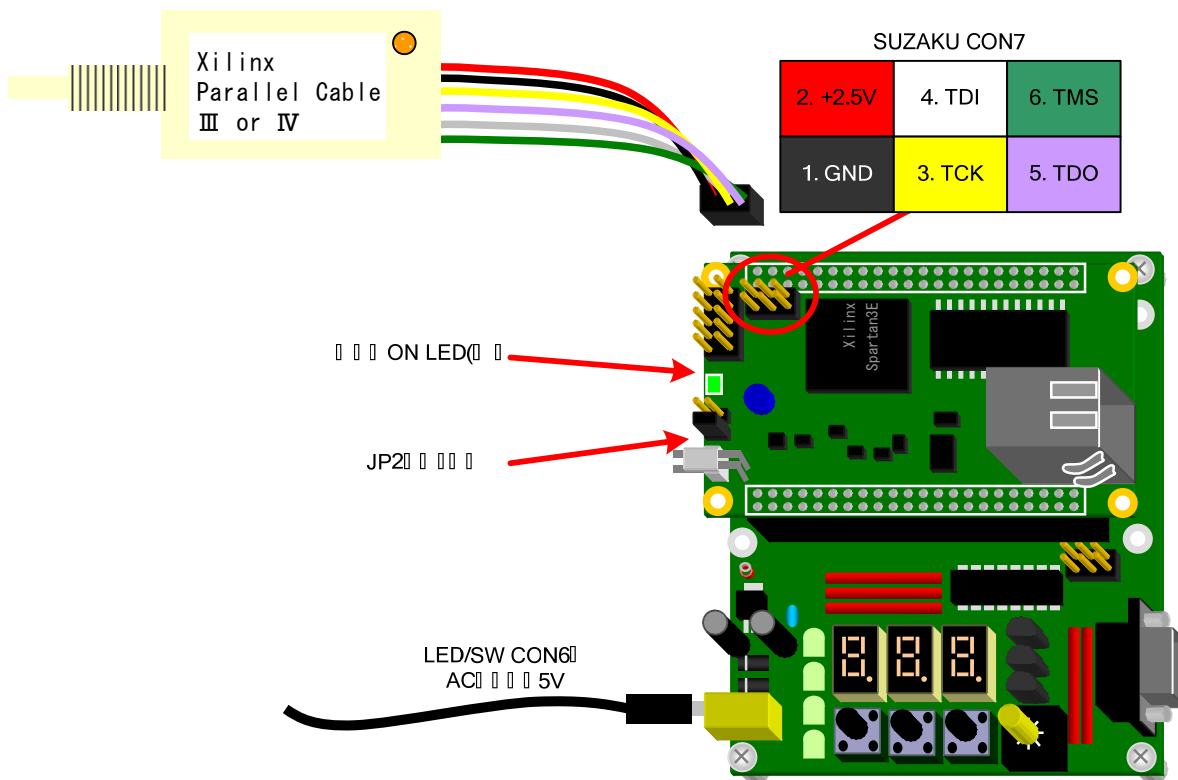 Xilinx
Parallel Cable
Ⅲ or Ⅳ
SUZAKU CON7
2. +2.5V 4. TDI 6. TMS
1. GND 3. TCK 5. TDO
Xilinx
Spartan3E
ON LED(
JP2
LED/SW CON6
AC 5V